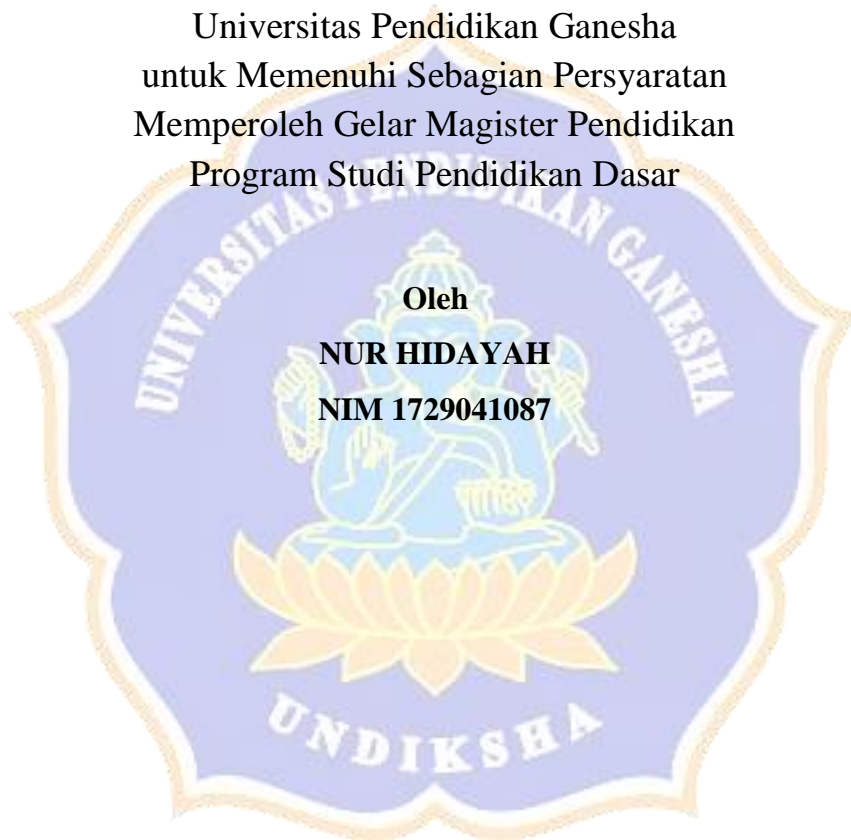 Universitas Pendidikan Ganesha
untuk Memenuhi Sebagian Persyaratan
Memperoleh Gelar Magister Pendidikan
Program Studi Pendidikan Dasar
UNIVERSITAS PENDIDIKAN GANESHA
Oleh
NUR HIDAYAH
NIM 1729041087
UNDIKSHA